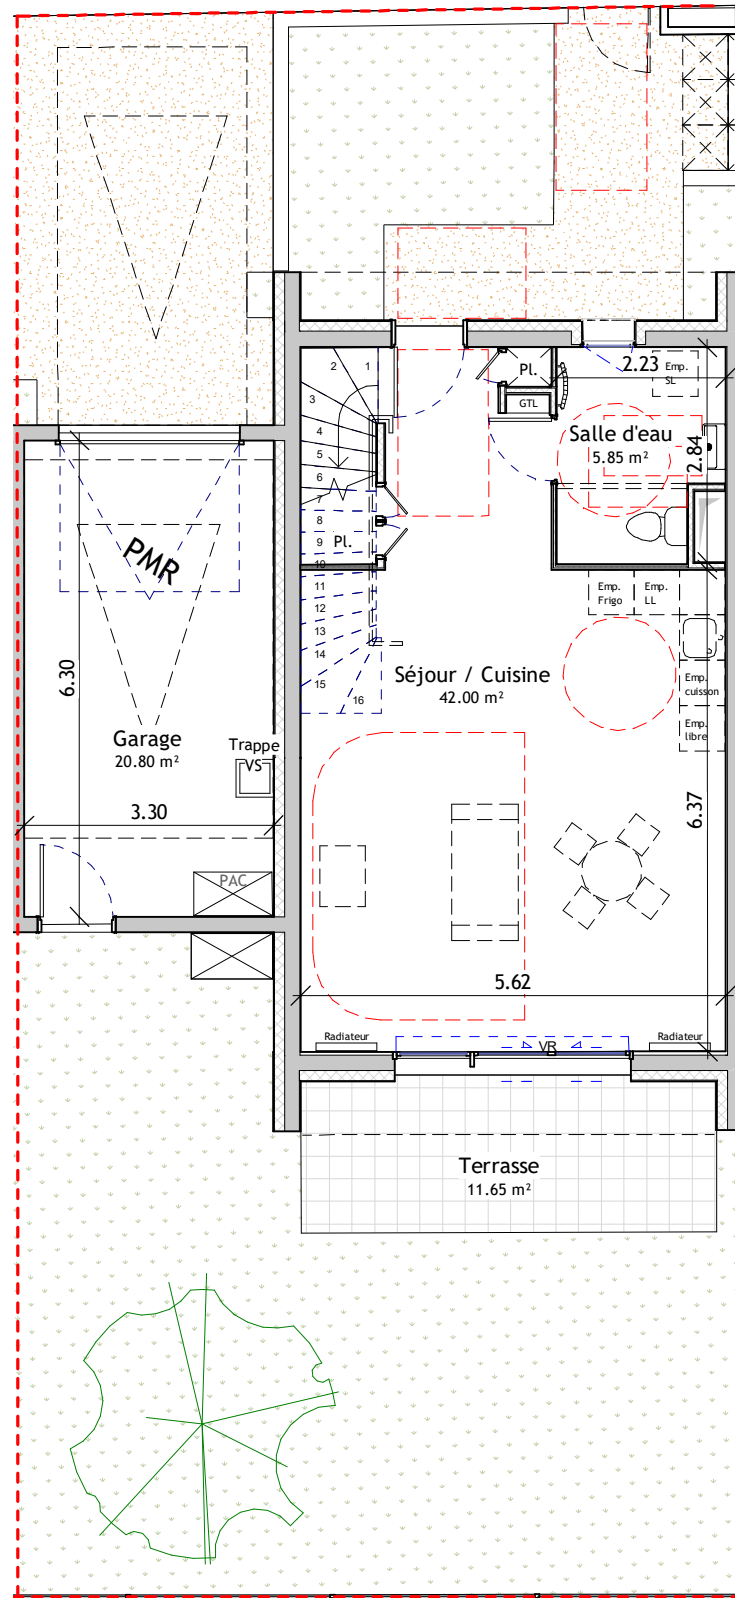 2
1
3
4
5
6
7
8
9
10
11
12
13
14
15
16
Pl.
GTL
2.23
Emp.
SL
Salle d'eau
5.85 m²
2.84
Pl.
PMR
Emp.
Frigo
Emp.
LL
Séjour / Cuisine
42.00 m²
Emp.
cuisson
Emp.
libre
6.30
Garage
20.80 m²
Trappe
VS
3.30
6.37
PAC
5.62
Radiateur
VR
Radiateur
Terrasse
11.65 m²